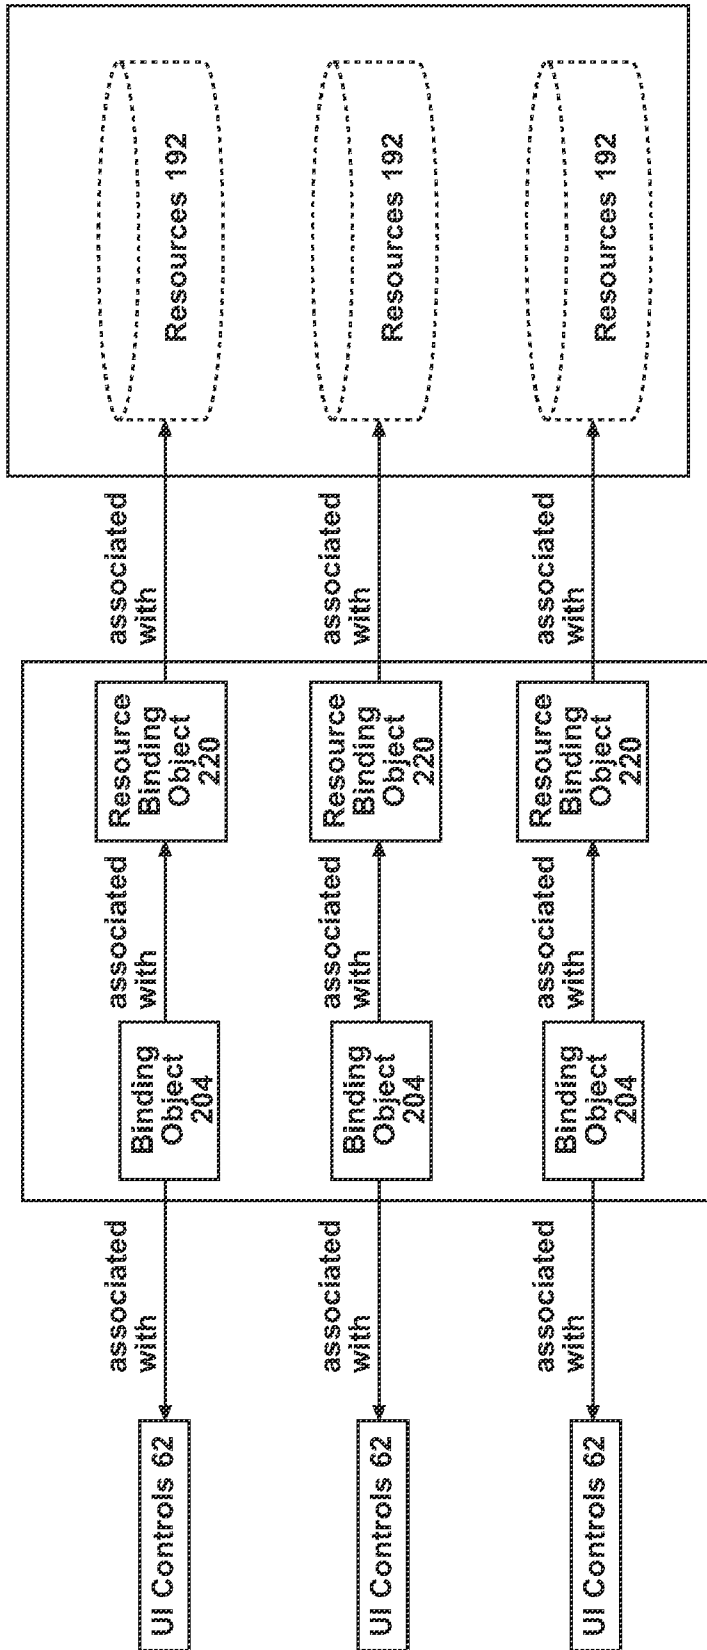 UI Controls 62
associated
with
Binding
Object
204
associated
with
Resource
Binding
Object
220
associated
with
Resources 192
UI Controls 62
associated
with
Binding
Object
204
associated
with
Resource
Binding
Object
220
associated
with
Resources 192
UI Controls 62
associated
with
Binding
Object
204
associated
with
Resource
Binding
Object
220
associated
with
Resources 192